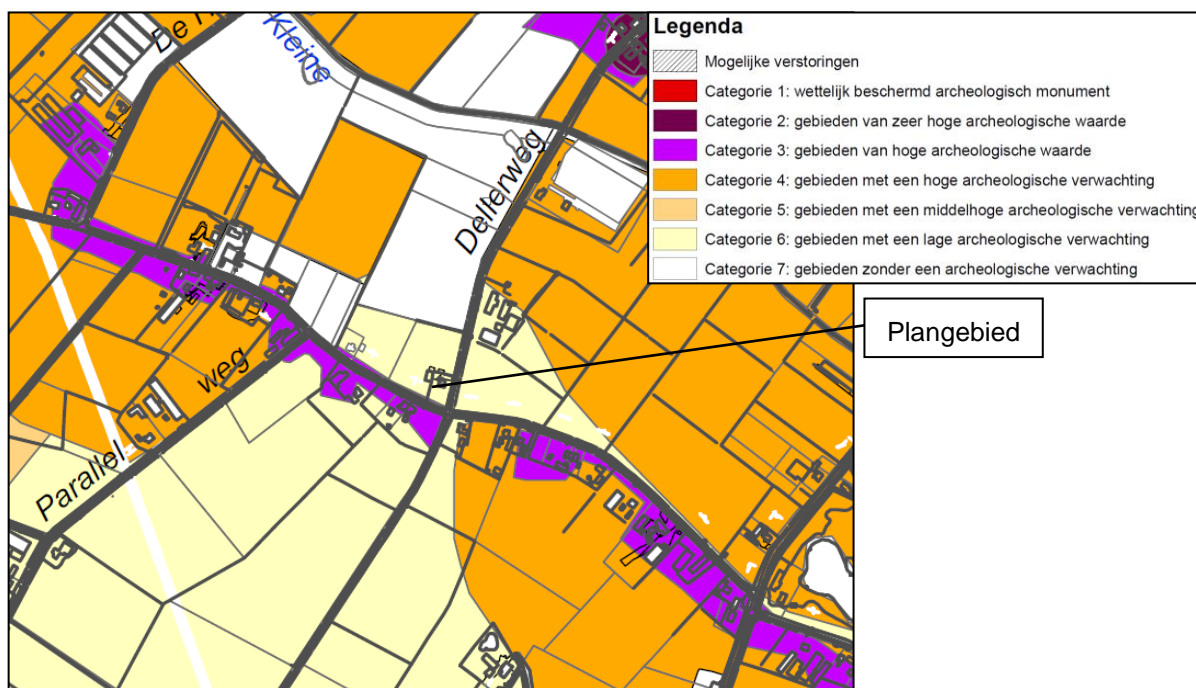 De
Kleine
Dellerweg
weg
Parallel
Legenda
Mogelijke verstoringen
Categorie 1: wettelijk beschermd archeologisch monument
Categorie 2: gebieden van zeer hoge archeologische waarde
Categorie 3: gebieden van hoge archeologische waarde
Categorie 4: gebieden met een hoge archeologische verwachting
Categorie 5: gebieden met een middelhoge archeologische verwachting
Categorie 6: gebieden met een lage archeologische verwachting
Categorie 7: gebieden zonder een archeologische verwachting
Plangebied